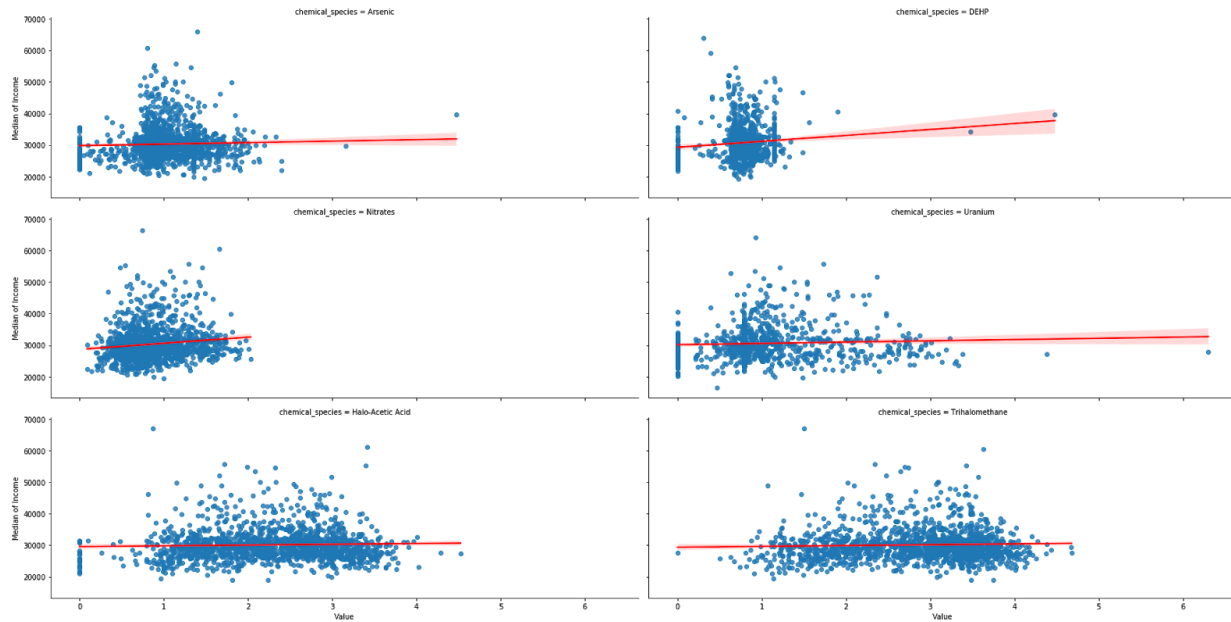 chemical_species = Arsenic
chemical_species = DEHP
70000
60000
50000
40000
30000
20000
Median of Income
chemical_species = Nitrates
chemical_species = Uranium
70000
60000
50000
40000
30000
20000
Median of Income
chemical_species = Halo-Acetic Acid
chemical_species = Trihalomethane
70000
60000
50000
40000
30000
20000
Median of Income
0 1 2 3 4 5 6
Value
0 1 2 3 4 5 6
Value